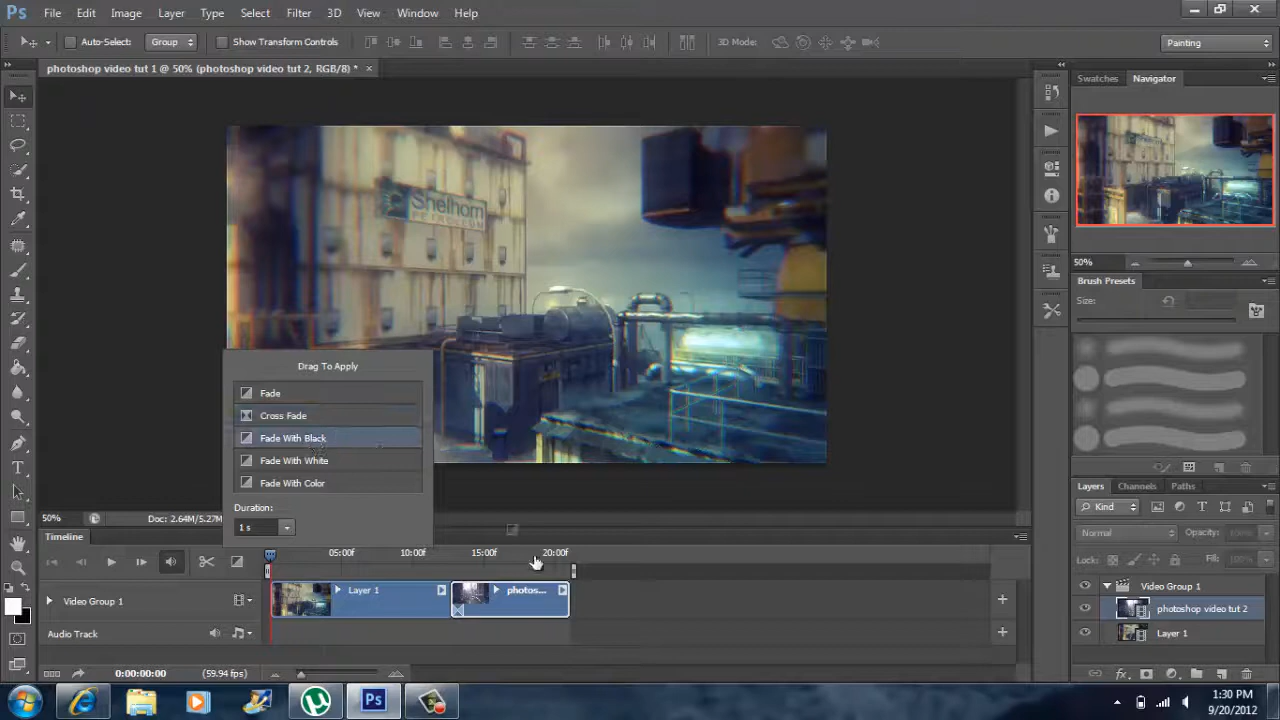 Ps File Edit Image Layer Type Select Filter 3D View Window Help
Auto-Select: Group Show Transform Controls 3D Mode: Painting
photoshop video tut 1 @ 50% (photoshop video tut 2, RGB/8) * ×
Swatches Navigator
Shelhorn
PETROLEUM
50%
Brush Presets
Size:
Drag To Apply
Fade
Cross Fade
Fade With Black
Fade With White
Fade With Color
Duration:
1 s
50% Doc: 2.64M/5.27M
Layers Channels Paths
Kind
Normal Opacity: 100%
Lock: Fill: 100%
Timeline
05:00f 10:00f 15:00f 20:00f
Video Group 1 Layer 1 photos...
Audio Track
0:00:00:00 (59.94 fps)
Video Group 1
photoshop video tut 2
Layer 1
Ps
1:30 PM
9/20/2012